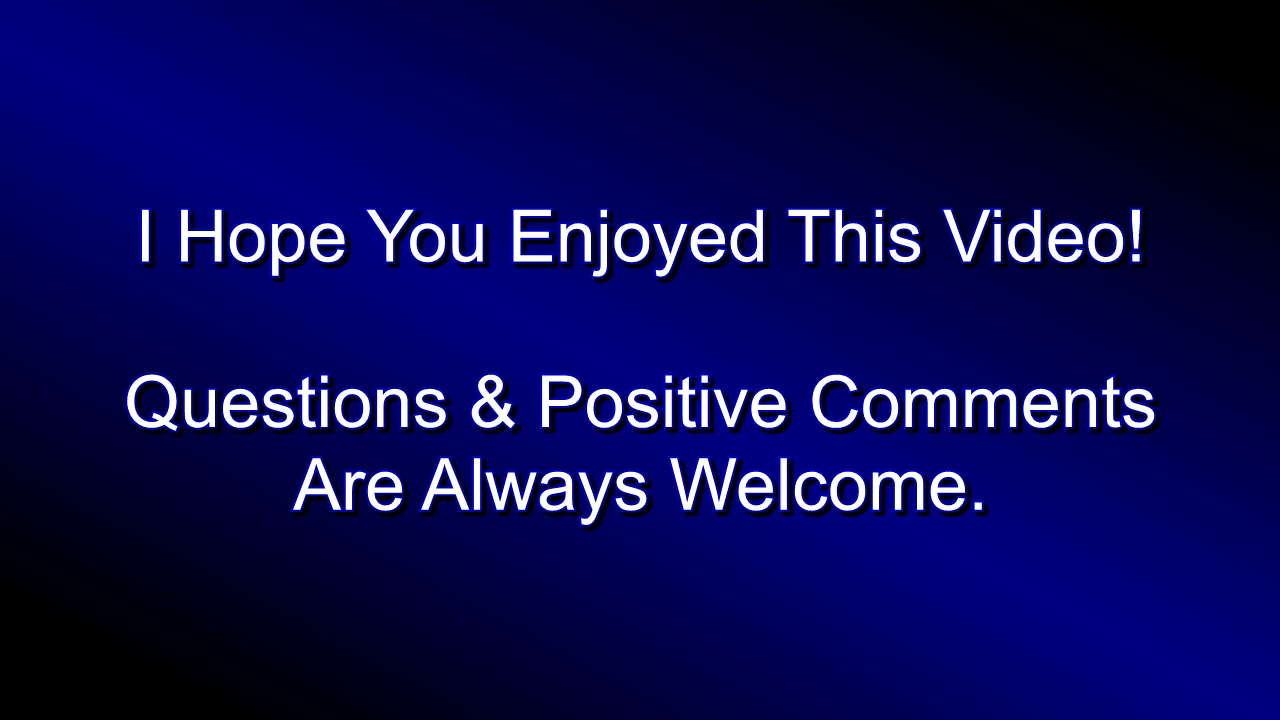 I Hope You Enjoyed This Video!
Questions & Positive Comments
Are Always Welcome.